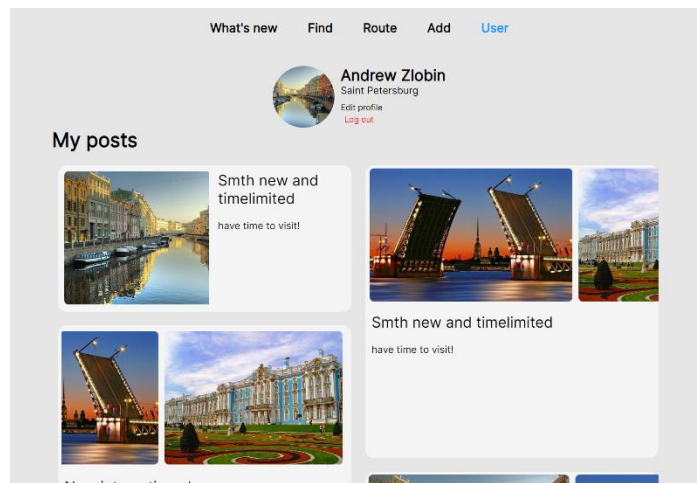 What's new Find Route Add User
Andrew Zlobin
Saint Petersburg
Edit profile
Log out
My posts
Smth new and
timelimited
have time to visit!
Smth new and timelimited
have time to visit!